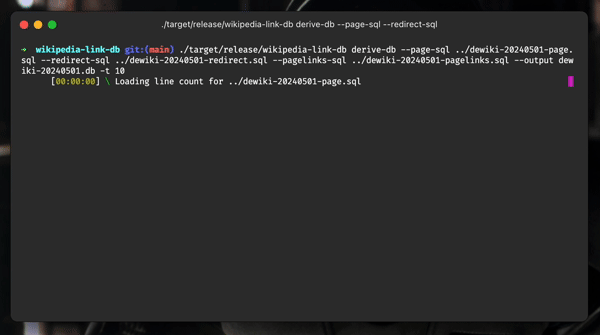 ./target/release/wikipedia-link-db derive-db --page-sql --redirect-sql
→ wikipedia-link-db git:(main) ./target/release/wikipedia-link-db derive-db --page-sql ../dewiki-20240501-page.
sql --redirect-sql ../dewiki-20240501-redirect.sql --pagelinks-sql ../dewiki-20240501-pagelinks.sql --output dew
iki-20240501.db -t 10
[00:00:00] \ Loading line count for ../dewiki-20240501-page.sql